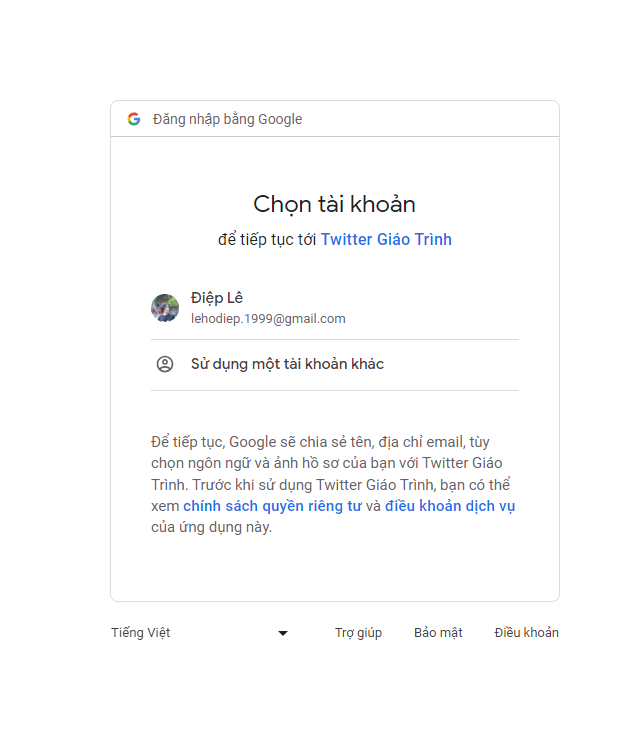 Đăng nhập bằng Google
Chọn tài khoản
để tiếp tục tới Twitter Giáo Trình
Điệp Lê
lehodiep.1999@gmail.com
Sử dụng một tài khoản khác
Để tiếp tục, Google sẽ chia sẻ tên, địa chỉ email, tùy
chọn ngôn ngữ và ảnh hồ sơ của bạn với Twitter Giáo
Trình. Trước khi sử dụng Twitter Giáo Trình, bạn có thể
xem chính sách quyền riêng tư và điều khoản dịch vụ
của ứng dụng này.
Tiếng Việt
Trợ giúp
Bảo mật
Điều khoản